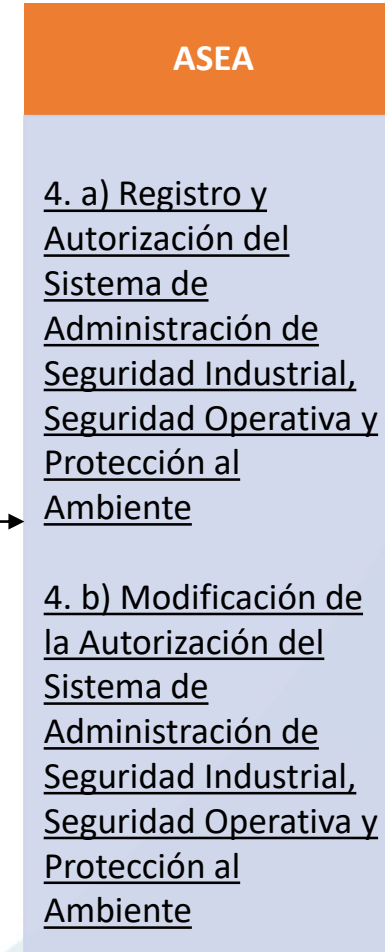 ASEA
4. a) Registro y
Autorización del
Sistema de
Administración de
Seguridad Industrial,
Seguridad Operativa y
Protección al
Ambiente
4. b) Modificación de
la Autorización del
Sistema de
Administración de
Seguridad Industrial,
Seguridad Operativa y
Protección al
Ambiente